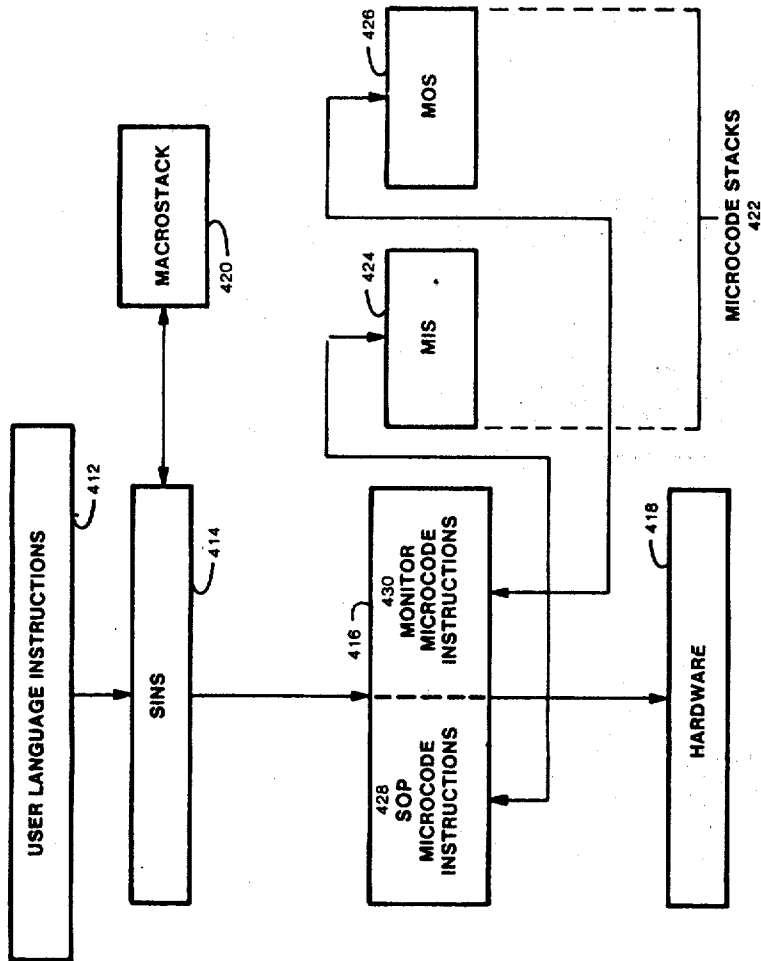 USER LANGUAGE INSTRUCTIONS
412
SINS
414
MACROSTACK
420
416
428
SOP
MICROCODE
INSTRUCTIONS
430
MONITOR
MICROCODE
INSTRUCTIONS
MIS
424
MOS
426
MICROCODE STACKS
422
HARDWARE
418